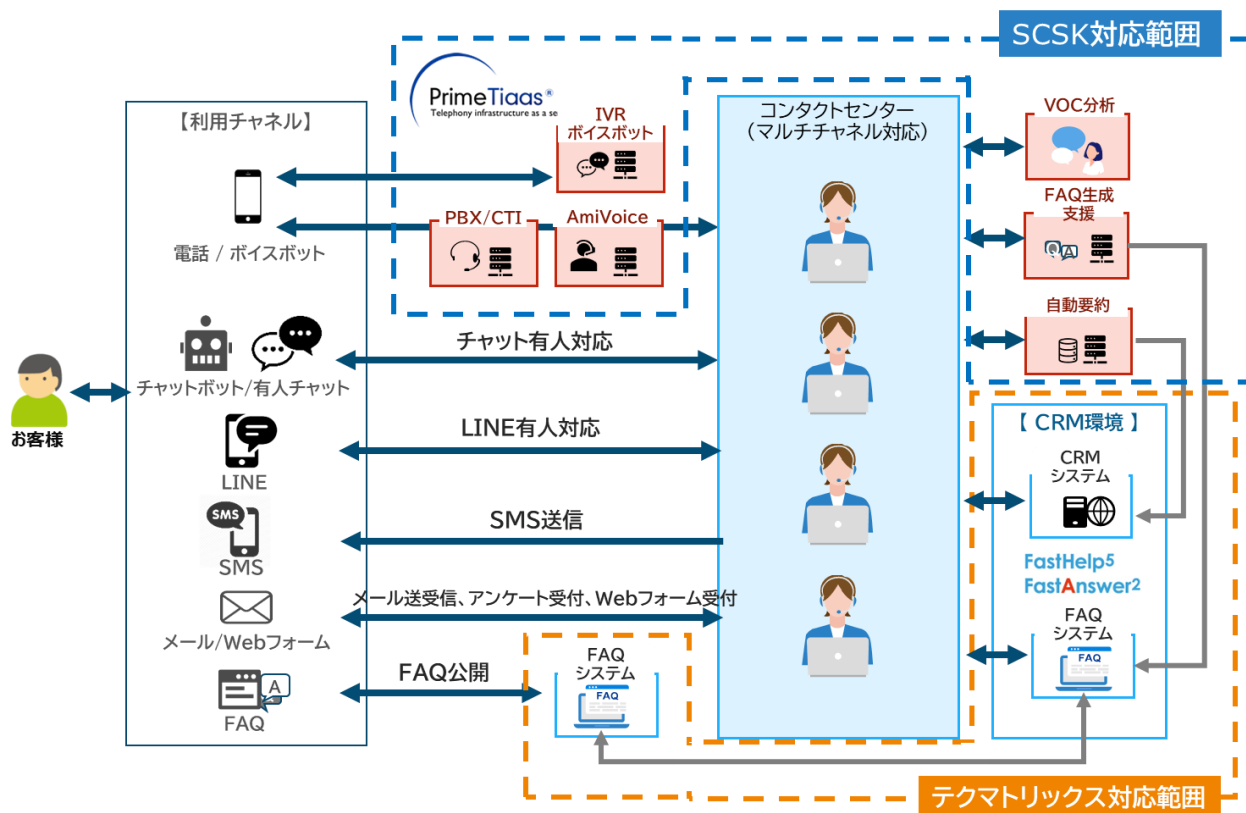 SCSK対応範囲
PrimeTiaas®
Telephony infrastructure as a se
IVR
ボイスボット
【利用チャネル】
コンタクトセンター
（マルチチャネル対応）
VOC分析
FAQ生成
支援
QA
PBX/CTI
AmiVoice
電話 / ボイスボット
自動要約
チャット有人対応
チャットボット/有人チャット
お客様
LINE有人対応
LINE
【 CRM環境 】
CRM
システム
SMS送信
SMS
SMS
FastHelp5
FastAnswer2
メール送受信、アンケート受付、Webフォーム受付
メール/Webフォーム
FAQ
システム
FAQ
FAQ公開
FAQ
システム
FAQ
A
FAQ
テクマトリックス対応範囲